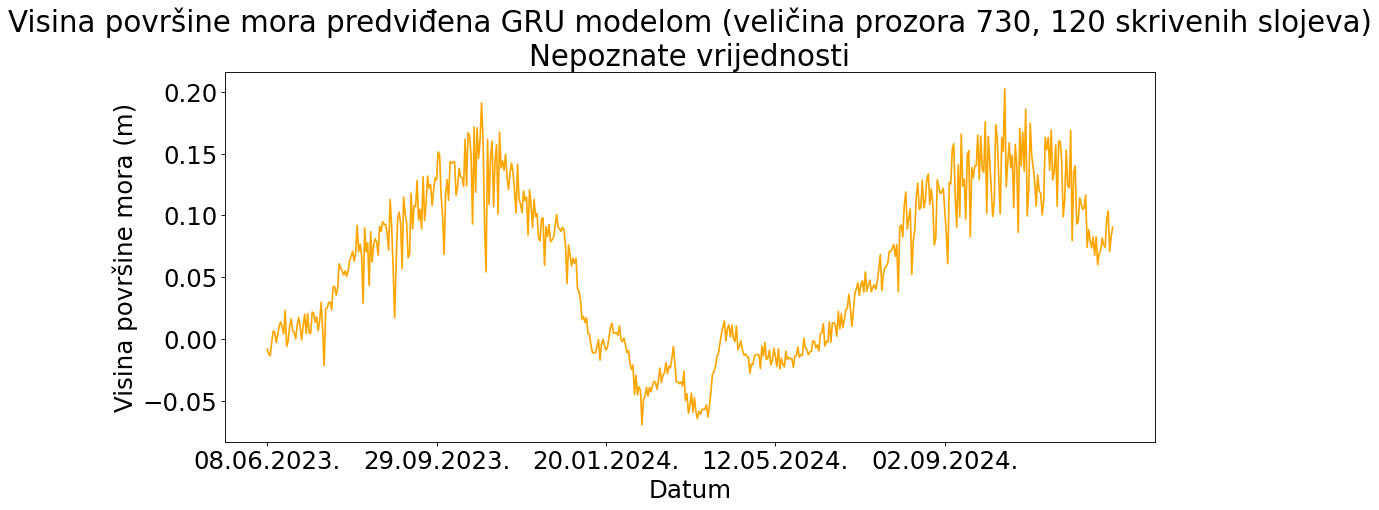 Visina površine mora predviđena GRU modelom (veličina prozora 730, 120 skrivenih slojeva)
Nepoznate vrijednosti
Visina površine mora (m)
0.20
0.15
0.10
0.05
0.00
−0.05
08.06.2023. 29.09.2023. 20.01.2024. 12.05.2024. 02.09.2024.
Datum